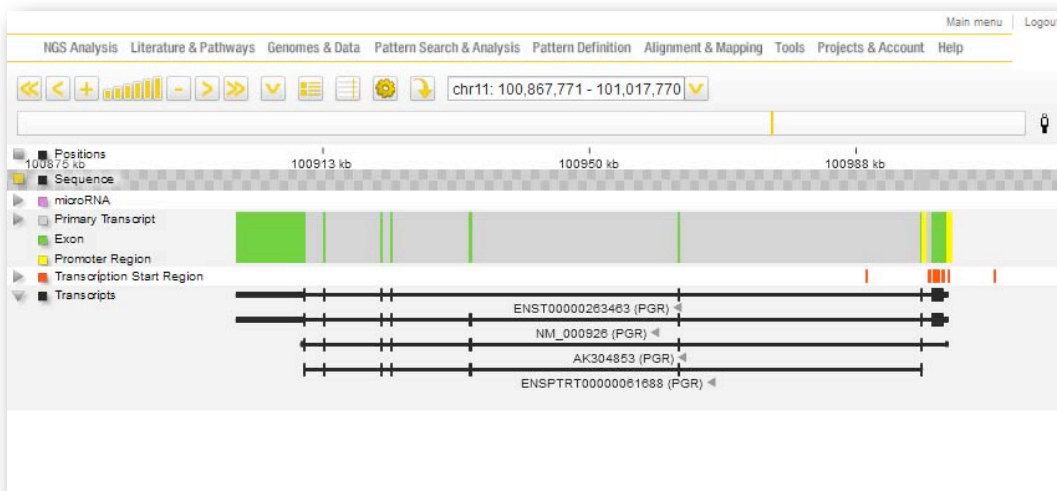 Main menu Logou
NGS Analysis Literature & Pathways Genomes & Data Pattern Search & Analysis Pattern Definition Alignment & Mapping Tools Projects & Account Help
chr11: 100,867,771 - 101,017,770
Positions
100875 kb 100913 kb 100950 kb 100988 kb
Sequence
microRNA
Primary Transcript
Exon
Promoter Region
Transcription Start Region
Transcripts
ENST00000263463 (PGR)
NM_000926 (PGR)
AK304853 (PGR)
ENSPTRT00000061688 (PGR)